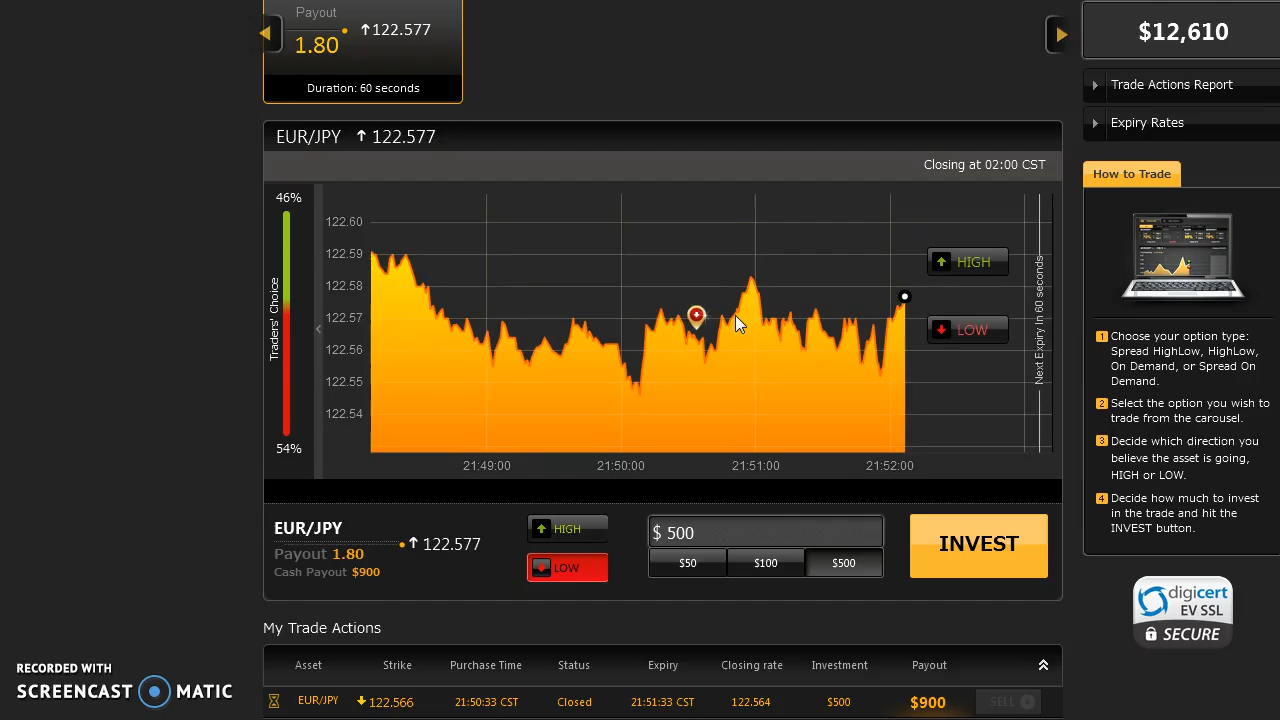 Payout
1.80
122.577
Duration: 60 seconds
$12,610
Trade Actions Report
Expiry Rates
EUR/JPY 122.577
Closing at 02:00 CST
How to Trade
46%
Traders' Choice
54%
122.60
122.59
122.58
122.57
122.56
122.55
122.54
21:49:00 21:50:00 21:51:00 21:52:00
HIGH
LOW
Next Expiry In 60 seconds
1 Choose your option type:
Spread HighLow, HighLow,
On Demand, or Spread On
Demand.
2 Select the option you wish to
trade from the carousel.
3 Decide which direction you
believe the asset is going,
HIGH or LOW.
4 Decide how much to invest
in the trade and hit the
INVEST button.
EUR/JPY
Payout 1.80
122.577
Cash Payout $900
HIGH
LOW
$ 500
$50 $100 $500
INVEST
digicert
EV SSL
SECURE
My Trade Actions
Asset Strike Purchase Time Status Expiry Closing rate Investment Payout
EUR/JPY 122.566 21:50:33 CST Closed 21:51:33 CST 122.564 $500 $900 SELL
RECORDED WITH
SCREENCAST MATIC